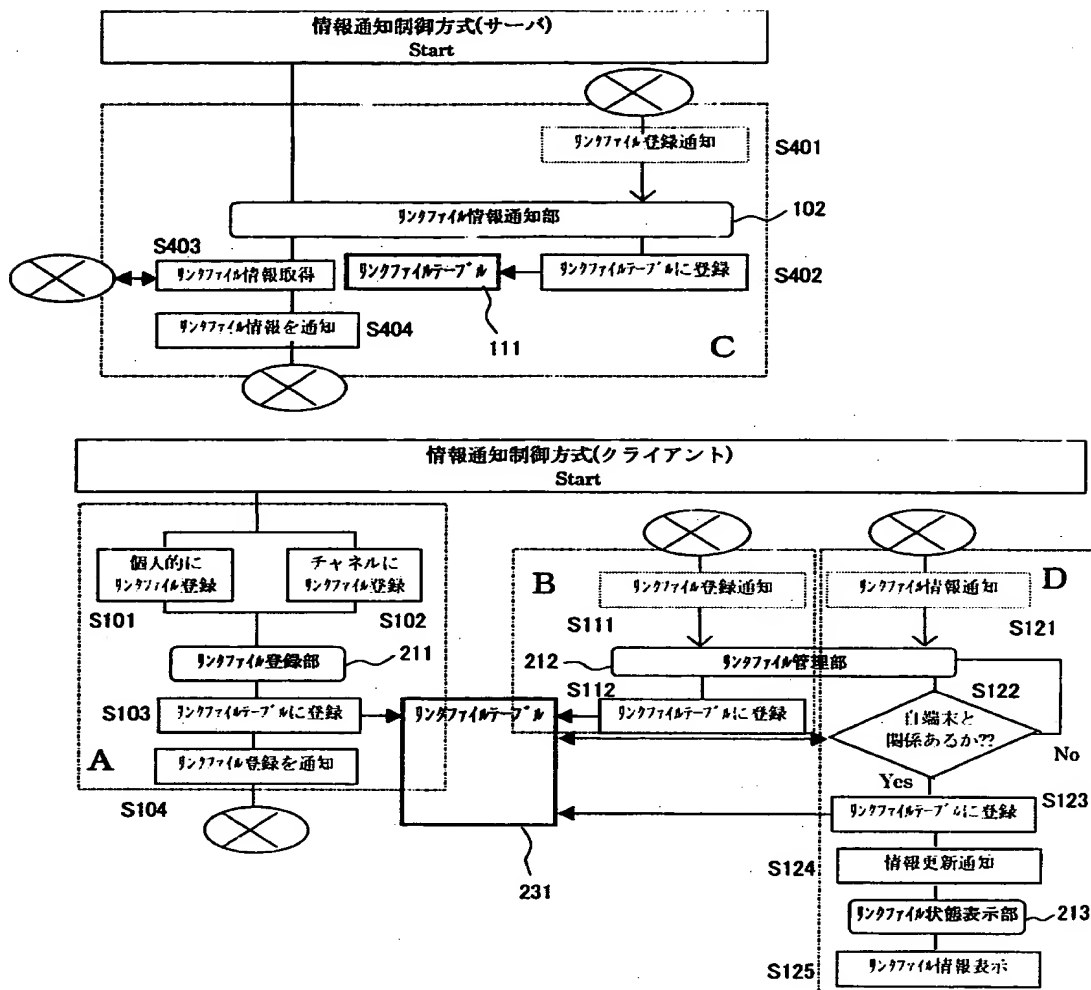 情報通知制御方式(サーバ)
Start
リンクファイル登録通知
S401
リンクファイル情報通知部
102
S403
リンクファイル情報取得
リンクファイルテーブル
リンクファイルテーブルに登録
S402
リンクファイル情報を通知
S404
111
C
情報通知制御方式(クライアント)
Start
個人的に
リンクファイル登録
チャネルに
リンクファイル登録
S101
S102
リンクファイル登録部
211
S103
リンクファイルテーブルに登録
A
リンクファイル登録を通知
S104
リンクファイルテーブル
231
B
リンクファイル登録通知
S111
212
リンクファイル管理部
S112
リンクファイルテーブルに登録
リンクファイル情報通知
D
S121
S122
自端末と
関係あるか??
No
Yes
S123
リンクファイルテーブルに登録
S124
情報更新通知
リンクファイル状態表示部
213
S125
リンクファイル情報表示